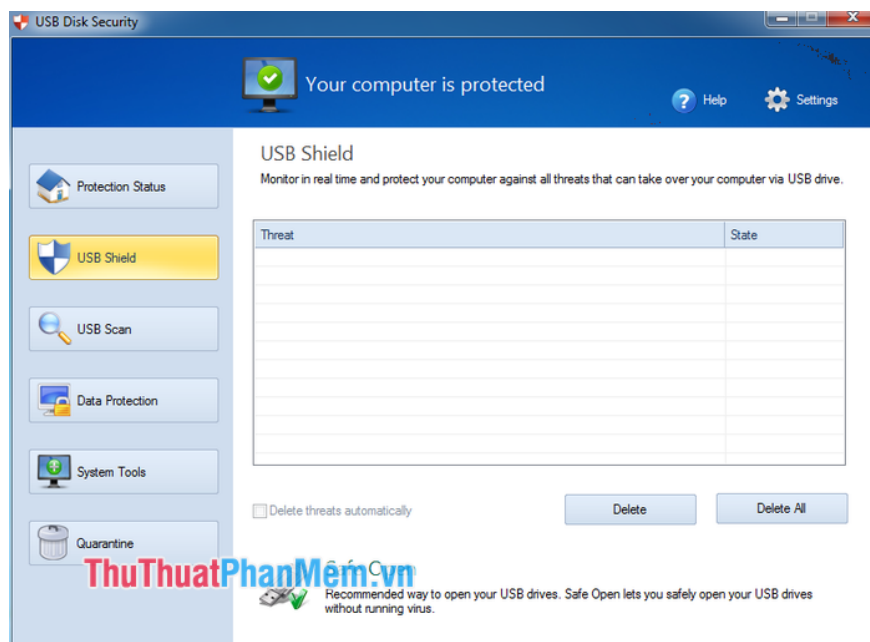 USB Disk Security
Your computer is protected
Help
Settings
Protection Status
USB Shield
USB Scan
Data Protection
System Tools
Quarantine
USB Shield
Monitor in real time and protect your computer against all threats that can take over your computer via USB drive.
Threat State
Delete threats automatically
Delete
Delete All
ThuThuatPhanMem.vn
Safe Open
Recommended way to open your USB drives. Safe Open lets you safely open your USB drives
without running virus.